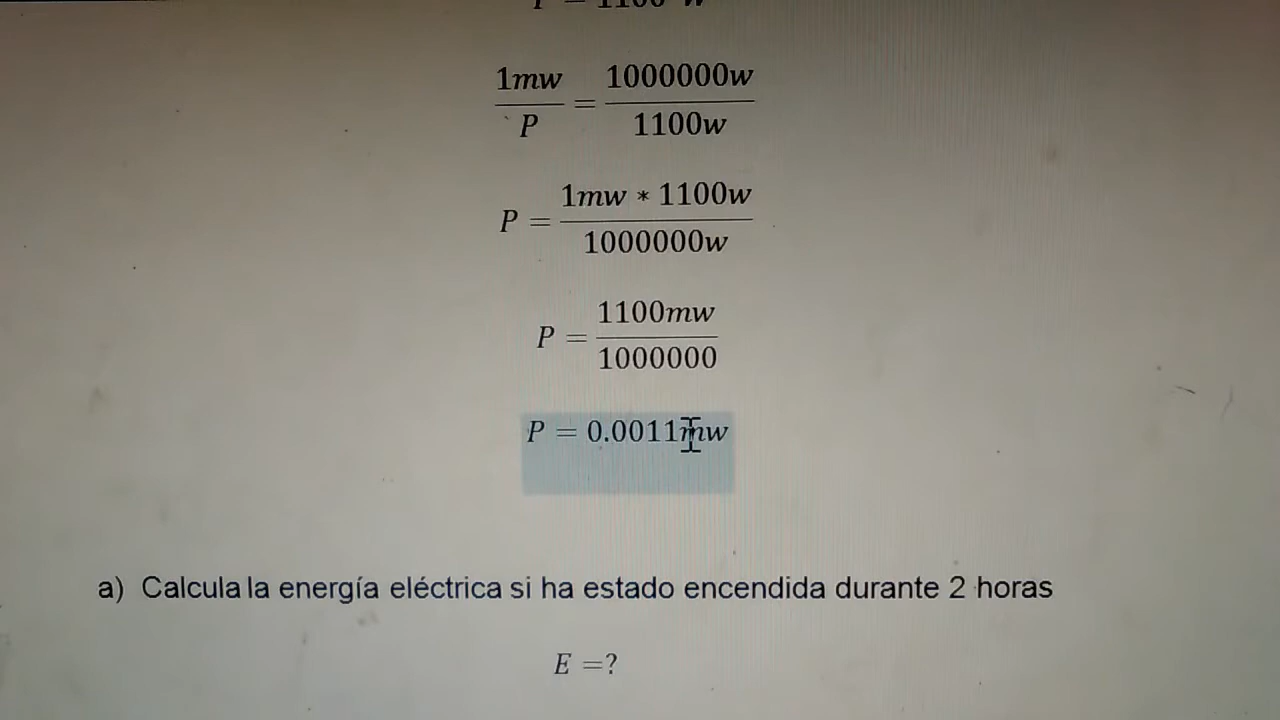 P = 1100 w
1mw / P = 1000000w / 1100w
P = 1mw * 1100w / 1000000w
P = 1100mw / 1000000
P = 0.0011mw
a) Calcula la energía eléctrica si ha estado encendida durante 2 horas
E =?